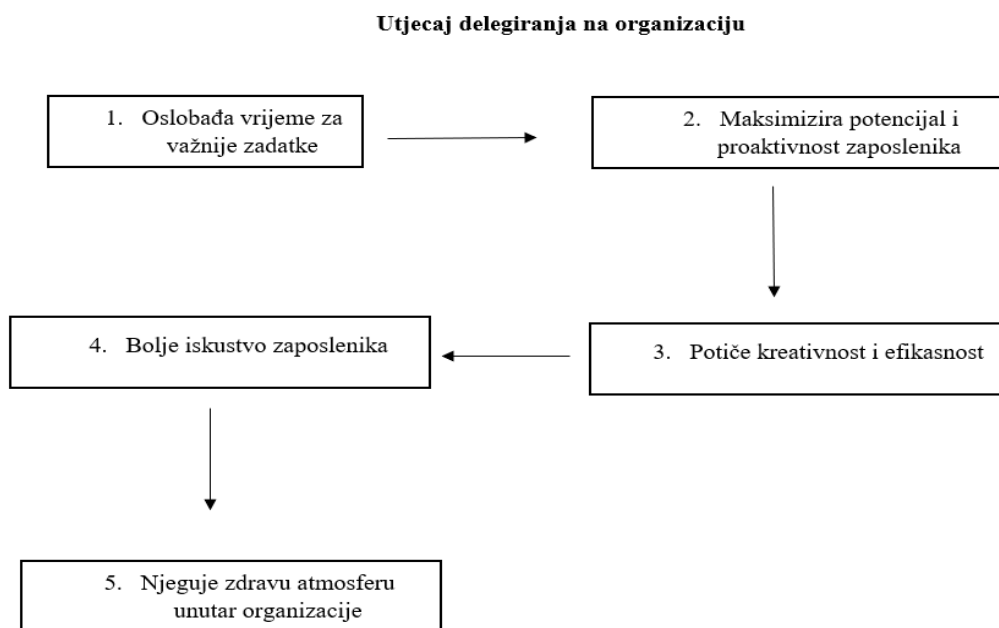 Utjecaj delegiranja na organizaciju
1. Oslobađa vrijeme za
važnije zadatke
2. Maksimizira potencijal i
proaktivnost zaposlenika
3. Potiče kreativnost i efikasnost
4. Bolje iskustvo zaposlenika
5. Njeguje zdravu atmosferu
unutar organizacije